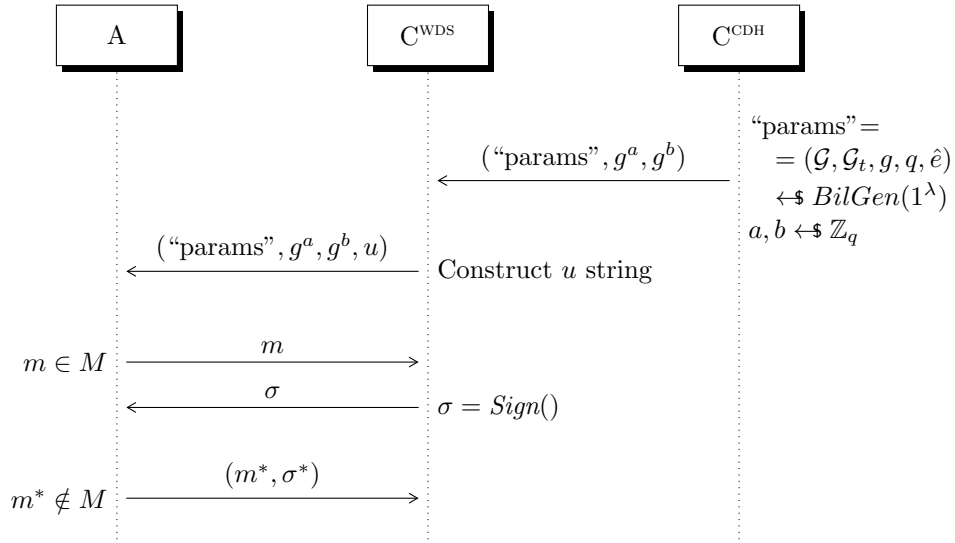 A
C^WDS
C^CDH
“params”=
= (𝒢, 𝒢_t, g, q, ê)
↞$ BilGen(1^λ)
a, b ↞$ ℤ_q
(“params”, g^a, g^b)
(“params”, g^a, g^b, u)
Construct u string
m ∈ M
m
σ
σ = Sign()
m* ∉ M
(m*, σ*)